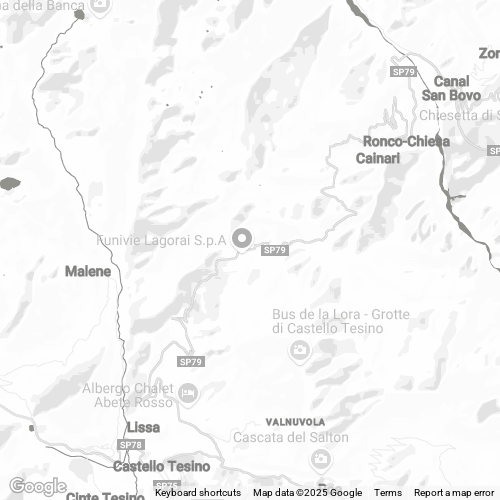 della Banca
SP79
Zor
Canal
San Bovo
Chiesetta di S
Ronco-Chiesa
Cainari
SP79
Funivie Lagorai S.p.A
SP79
Malene
Bus de la Lora - Grotte
di Castello Tesino
SP79
Albergo Chalet
Abete Rosso
VALNUVOLA
Lissa
Cascata del Salton
SP78
Castello Tesino
SP75
Google
Keyboard shortcuts
Map data ©2025 Google
Terms
Report a map error
Cinte Tesino